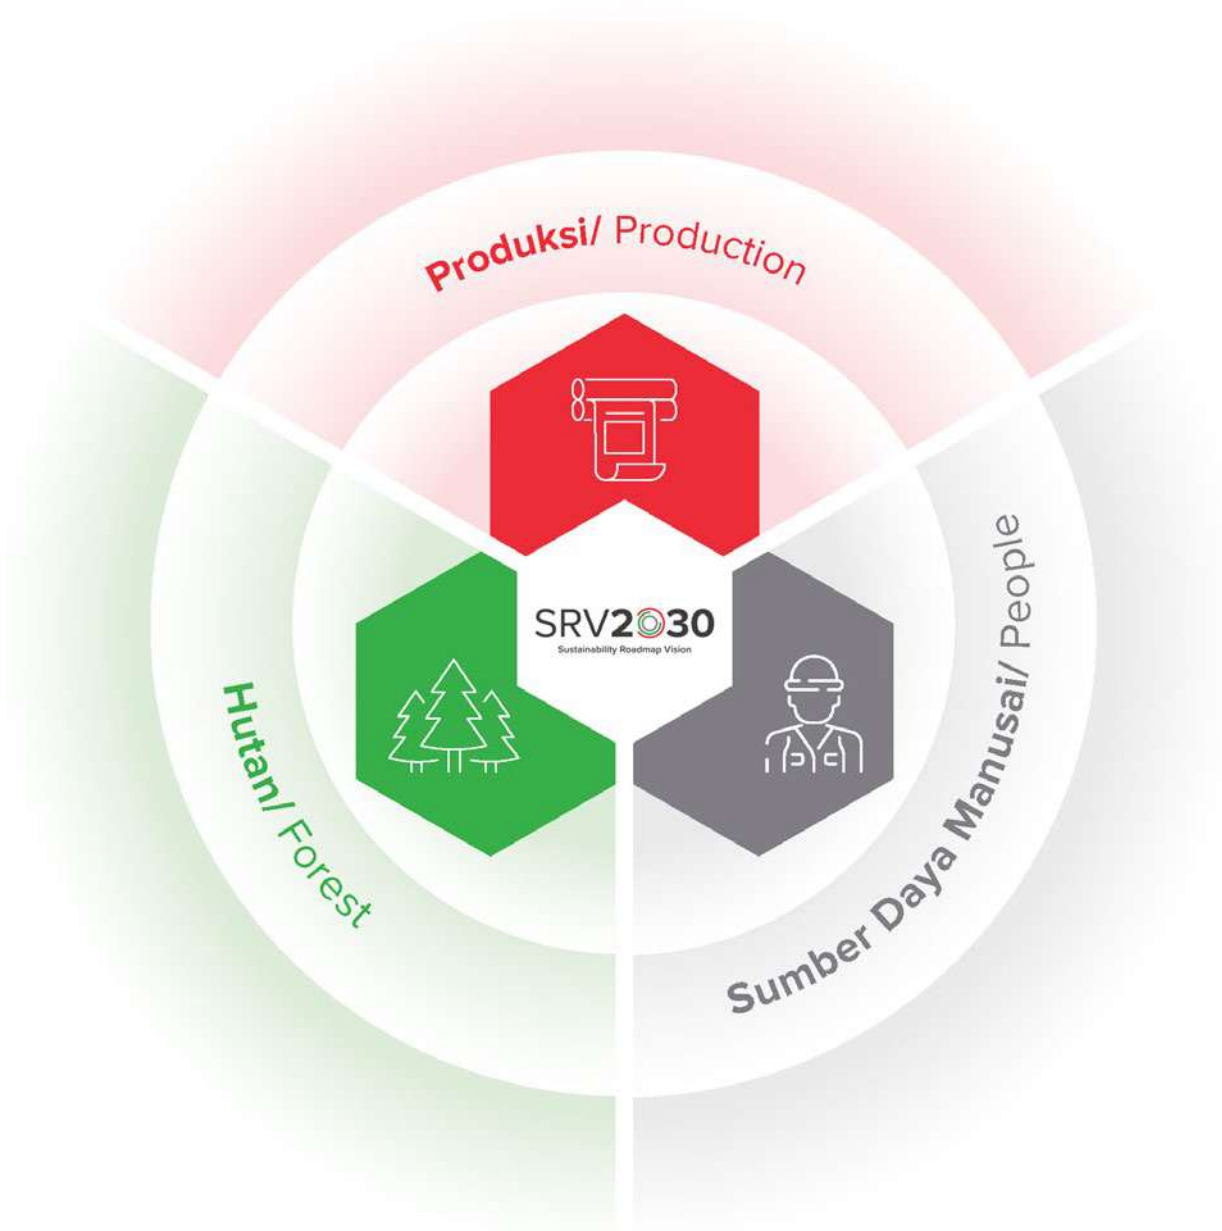 Produksi/ Production
SRV2030
Sustainability Roadmap Vision
Hutan/ Forest
Sumber Daya Manusai/ People